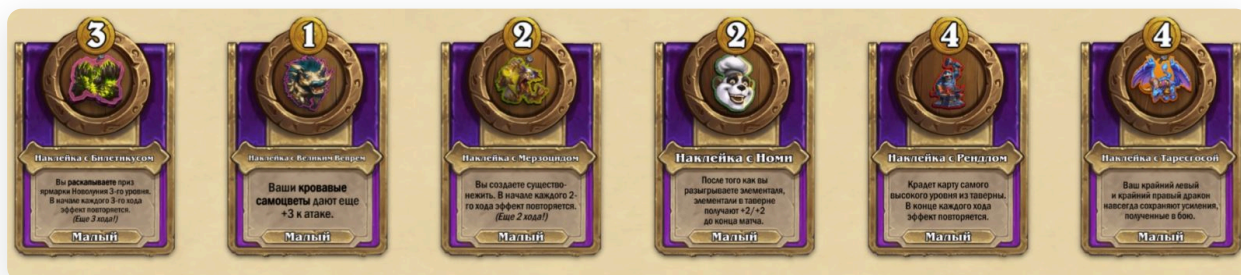 3
Наклейка с Билетикусом
Вы раскапываете приз
ярмарки Новолуния 3-го уровня.
В начале каждого 3-го хода
эффект повторяется.
(Еще 3 хода!)
Малый
1
Наклейка с Великим Вепрем
Ваши кровавые
самоцветы дают еще
+3 к атаке.
Малый
2
Наклейка с Мерзоцидом
Вы создаете существо-
нежить. В начале каждого 2-
го хода эффект повторяется.
(Еще 2 хода!)
Малый
2
Наклейка с Номи
После того как вы
разыгрываете элементаля,
элементали в таверне
получают +2/+2
до конца матча.
Малый
4
Наклейка с Рендлом
Крадет карту самого
высокого уровня из таверны.
В конце каждого хода
эффект повторяется.
Малый
4
Наклейка с Таресгосой
Ваш крайний левый
и крайний правый дракон
навсегда сохраняют усиления,
полученные в бою.
Малый